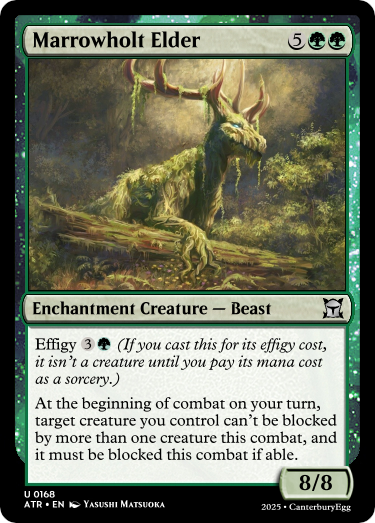 Marrowholt Elder 5
Enchantment Creature — Beast
Effigy 3 (If you cast this for its effigy cost,
it isn't a creature until you pay its mana cost
as a sorcery.)
At the beginning of combat on your turn,
target creature you control can't be blocked
by more than one creature this combat, and
it must be blocked this combat if able.
8/8
U 0168
ATR • EN Yasushi Matsuoka
2025 • CanterburyEgg